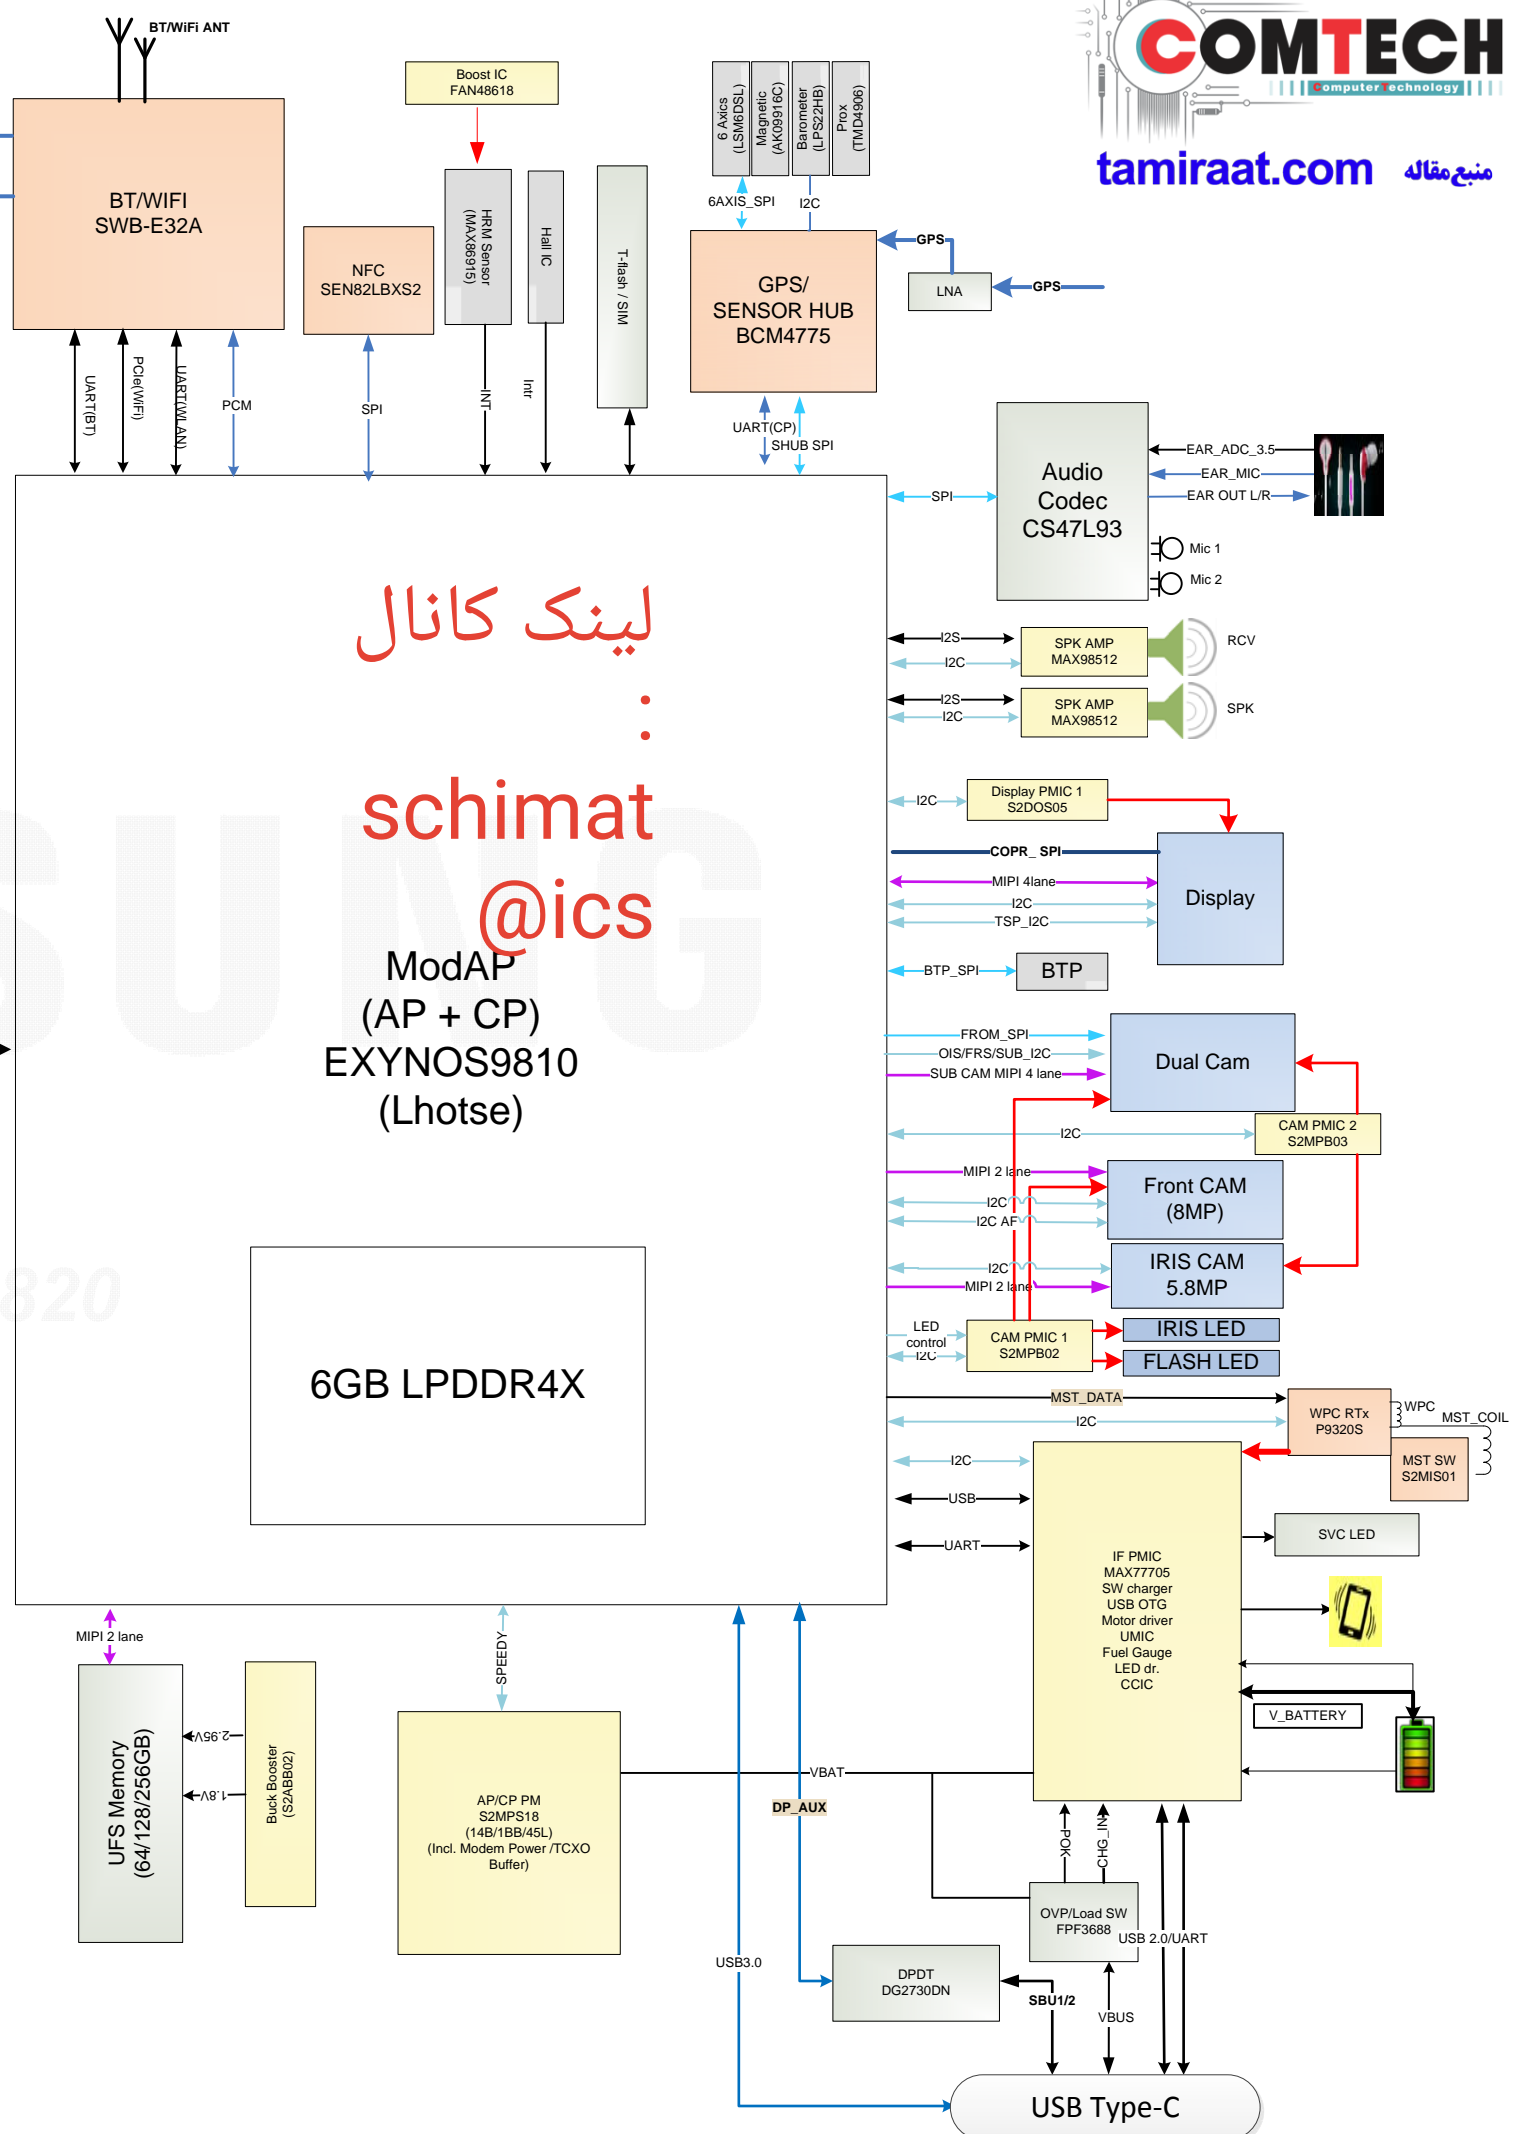 BT/WiFi ANT
COMTECH
Computer Technology
tamiraat.com
منبع مقاله
Boost IC
FAN48618
6 Axics
(LSM6DSL)
Magnetic
(AK09916C)
Barometer
(LPS22HB)
Prox
(TMD4906)
BT/WIFI
SWB-E32A
HRM Sensor
(MAX86915)
Hall IC
T-flash / SIM
6AXIS_SPI
I2C
NFC
SEN82LBXS2
GPS/
SENSOR HUB
BCM4775
GPS
LNA
GPS
UART(BT)
PCIe(WiFi)
UART(WLAN)
PCM
SPI
INT
Intr
UART(CP)
SHUB SPI
SPI
Audio
Codec
CS47L93
EAR_ADC_3.5
EAR_MIC
EAR OUT L/R
Mic 1
Mic 2
لینک کانال
:
schimat
@ics
I2S
I2C
SPK AMP
MAX98512
RCV
I2S
I2C
SPK AMP
MAX98512
SPK
I2C
Display PMIC 1
S2DOS05
COPR_ SPI
MIPI 4lane
I2C
TSP_I2C
Display
SUNG
BTP_SPI
BTP
ModAP
(AP + CP)
EXYNOS9810
(Lhotse)
FROM_SPI
OIS/FRS/SUB_I2C
SUB CAM MIPI 4 lane
Dual Cam
I2C
CAM PMIC 2
S2MPB03
MIPI 2 lane
I2C
I2C AF
Front CAM
(8MP)
I2C
MIPI 2 lane
IRIS CAM
5.8MP
820
6GB LPDDR4X
LED
control
I2C
CAM PMIC 1
S2MPB02
IRIS LED
FLASH LED
MST_DATA
I2C
WPC RTx
P9320S
WPC
MST_COIL
MST SW
S2MIS01
I2C
USB
UART
IF PMIC
MAX77705
SW charger
USB OTG
Motor driver
UMIC
Fuel Gauge
LED dr.
CCIC
SVC LED
V_BATTERY
MIPI 2 lane
SPEEDY
UFS Memory
(64/128/256GB)
2.95V
1.8V
Buck Booster
(S2ABB02)
AP/CP PM
S2MPS18
(14B/1BB/45L)
(Incl. Modem Power /TCXO
Buffer)
VBAT
DP_AUX
POK
CHG_IN
OVP/Load SW
FPF3688
USB 2.0/UART
USB3.0
DPDT
DG2730DN
SBU1/2
VBUS
USB Type-C